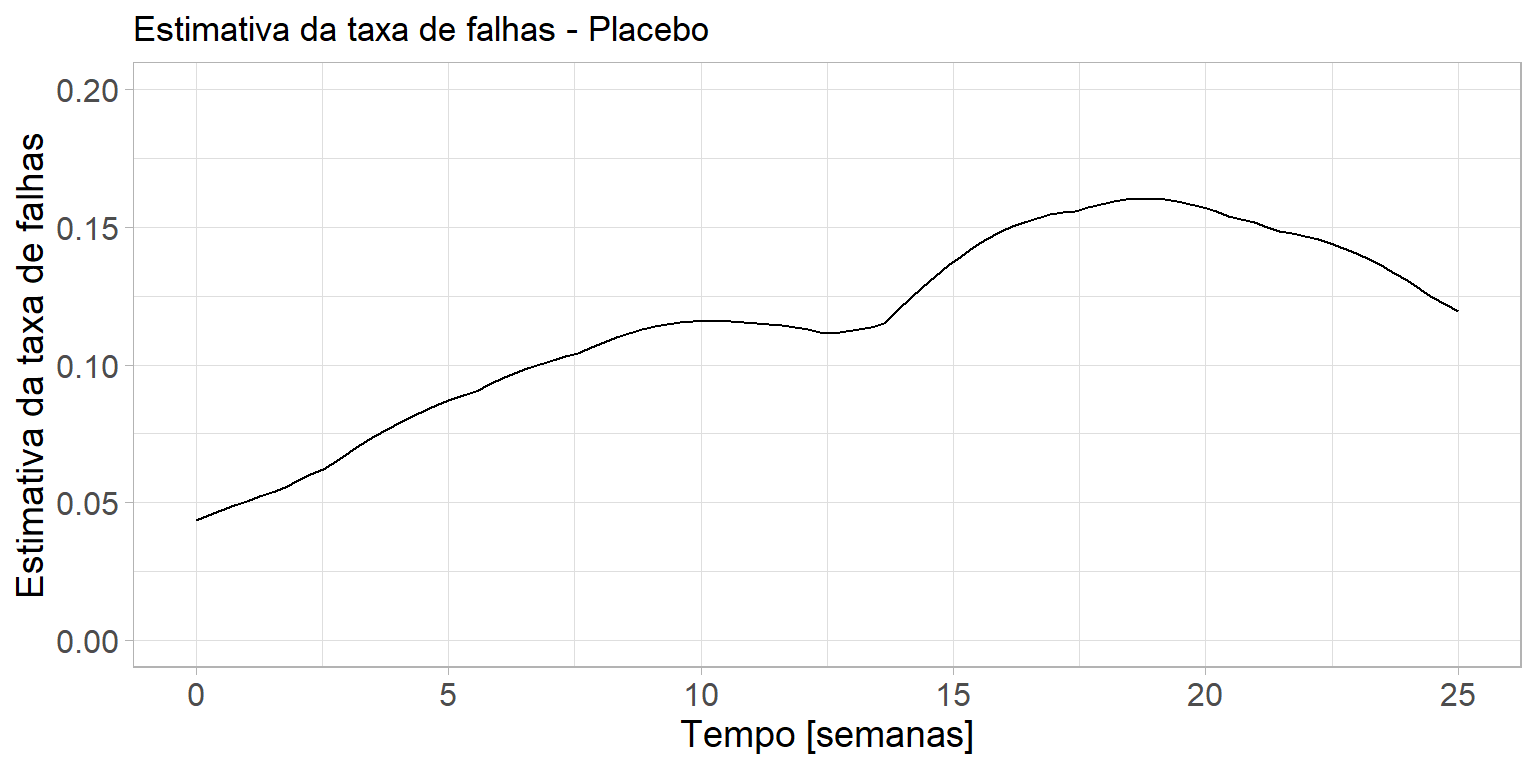 Estimativa da taxa de falhas - Placebo
Estimativa da taxa de falhas
0.20
0.15
0.10
0.05
0.00
0 5 10 15 20 25
Tempo [semanas]